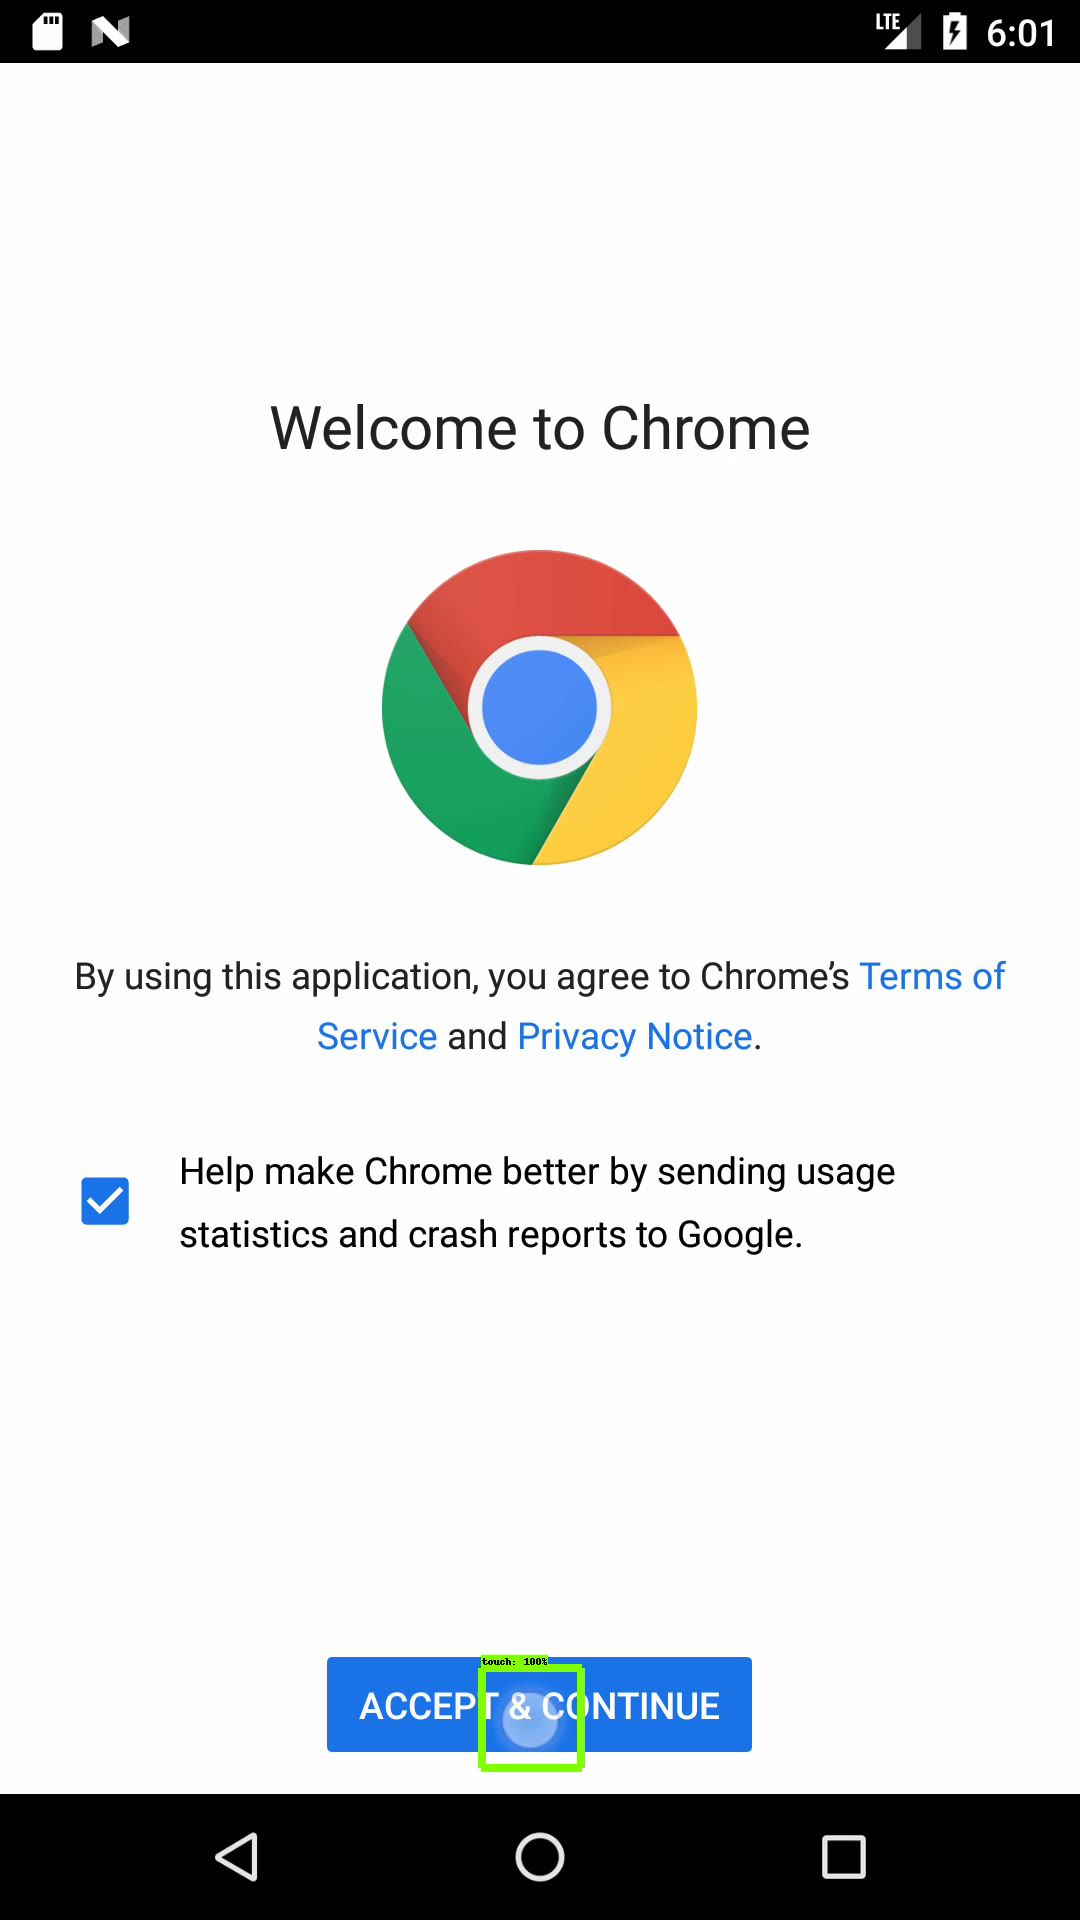 LTE 6:01
Welcome to Chrome
By using this application, you agree to Chrome’s Terms of
Service and Privacy Notice.
Help make Chrome better by sending usage
statistics and crash reports to Google.
touch: 100%
ACCEPT & CONTINUE